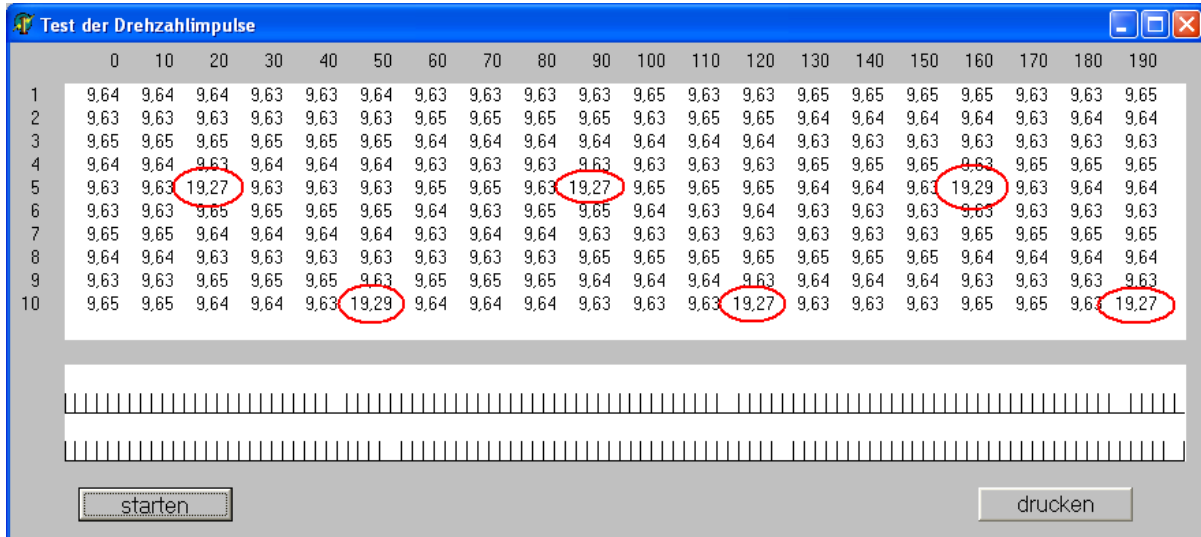 Test der Drehzahlimpulse
0 10 20 30 40 50 60 70 80 90 100 110 120 130 140 150 160 170 180 190
1 9,64 9,64 9,64 9,63 9,63 9,64 9,63 9,63 9,63 9,63 9,65 9,63 9,63 9,65 9,65 9,65 9,65 9,63 9,63 9,65
2 9,63 9,63 9,63 9,63 9,63 9,65 9,65 9,65 9,65 9,65 9,63 9,65 9,65 9,64 9,64 9,64 9,64 9,63 9,64 9,64
3 9,65 9,65 9,65 9,65 9,65 9,65 9,64 9,64 9,64 9,64 9,64 9,64 9,64 9,63 9,63 9,63 9,63 9,63 9,63 9,63
4 9,64 9,64 9,63 9,64 9,64 9,64 9,63 9,63 9,63 9,63 9,63 9,63 9,63 9,65 9,65 9,65 9,63 9,65 9,65 9,65
5 9,63 9,63 19,27 9,63 9,63 9,63 9,65 9,65 9,63 19,27 9,65 9,65 9,65 9,64 9,64 9,63 19,29 9,63 9,64 9,64
6 9,63 9,63 9,65 9,65 9,65 9,65 9,64 9,63 9,65 9,65 9,64 9,63 9,64 9,63 9,63 9,63 9,63 9,63 9,63 9,63
7 9,65 9,65 9,64 9,64 9,64 9,64 9,63 9,64 9,64 9,63 9,63 9,63 9,63 9,63 9,63 9,63 9,65 9,65 9,65 9,65
8 9,64 9,64 9,63 9,63 9,63 9,63 9,63 9,63 9,63 9,65 9,65 9,65 9,65 9,65 9,65 9,65 9,64 9,64 9,64 9,64
9 9,63 9,63 9,65 9,65 9,65 9,63 9,65 9,65 9,65 9,64 9,64 9,64 9,63 9,64 9,64 9,64 9,63 9,63 9,63 9,63
10 9,65 9,65 9,64 9,64 9,63 19,29 9,64 9,64 9,64 9,63 9,63 9,63 19,27 9,63 9,63 9,63 9,65 9,65 9,63 19,27
starten drucken